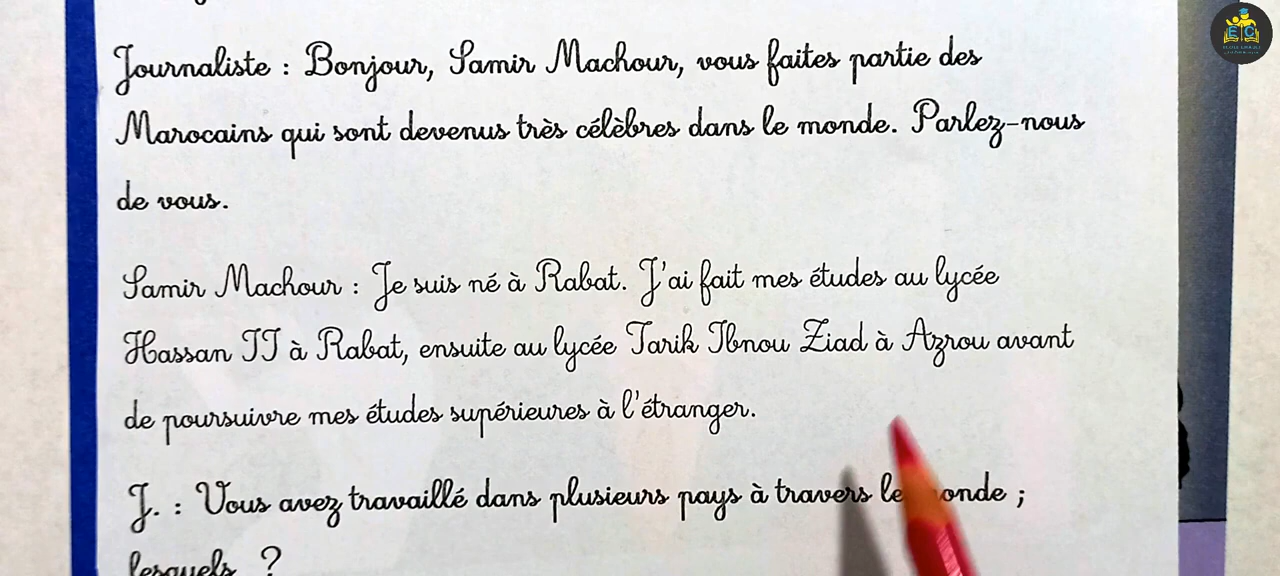 Journaliste : Bonjour, Samir Machour, vous faites partie des
Marocains qui sont devenus très célèbres dans le monde. Parlez-nous
de vous.
Samir Machour : Je suis né à Rabat. J'ai fait mes études au lycée
Hassan II à Rabat, ensuite au lycée Tarik Ibnou Ziad à Azrou avant
de poursuivre mes études supérieures à l'étranger.
J. : Vous avez travaillé dans plusieurs pays à travers le monde ;
lesquels ?